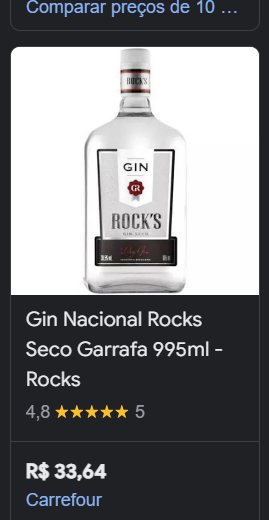 Comparar preços de 10 ...
ROCK'S
GIN
GR
ROCK'S
GIN SECO
Gin Nacional Rocks
Seco Garrafa 995ml -
Rocks
4,8 ★★★★★ 5
R$ 33,64
Carrefour